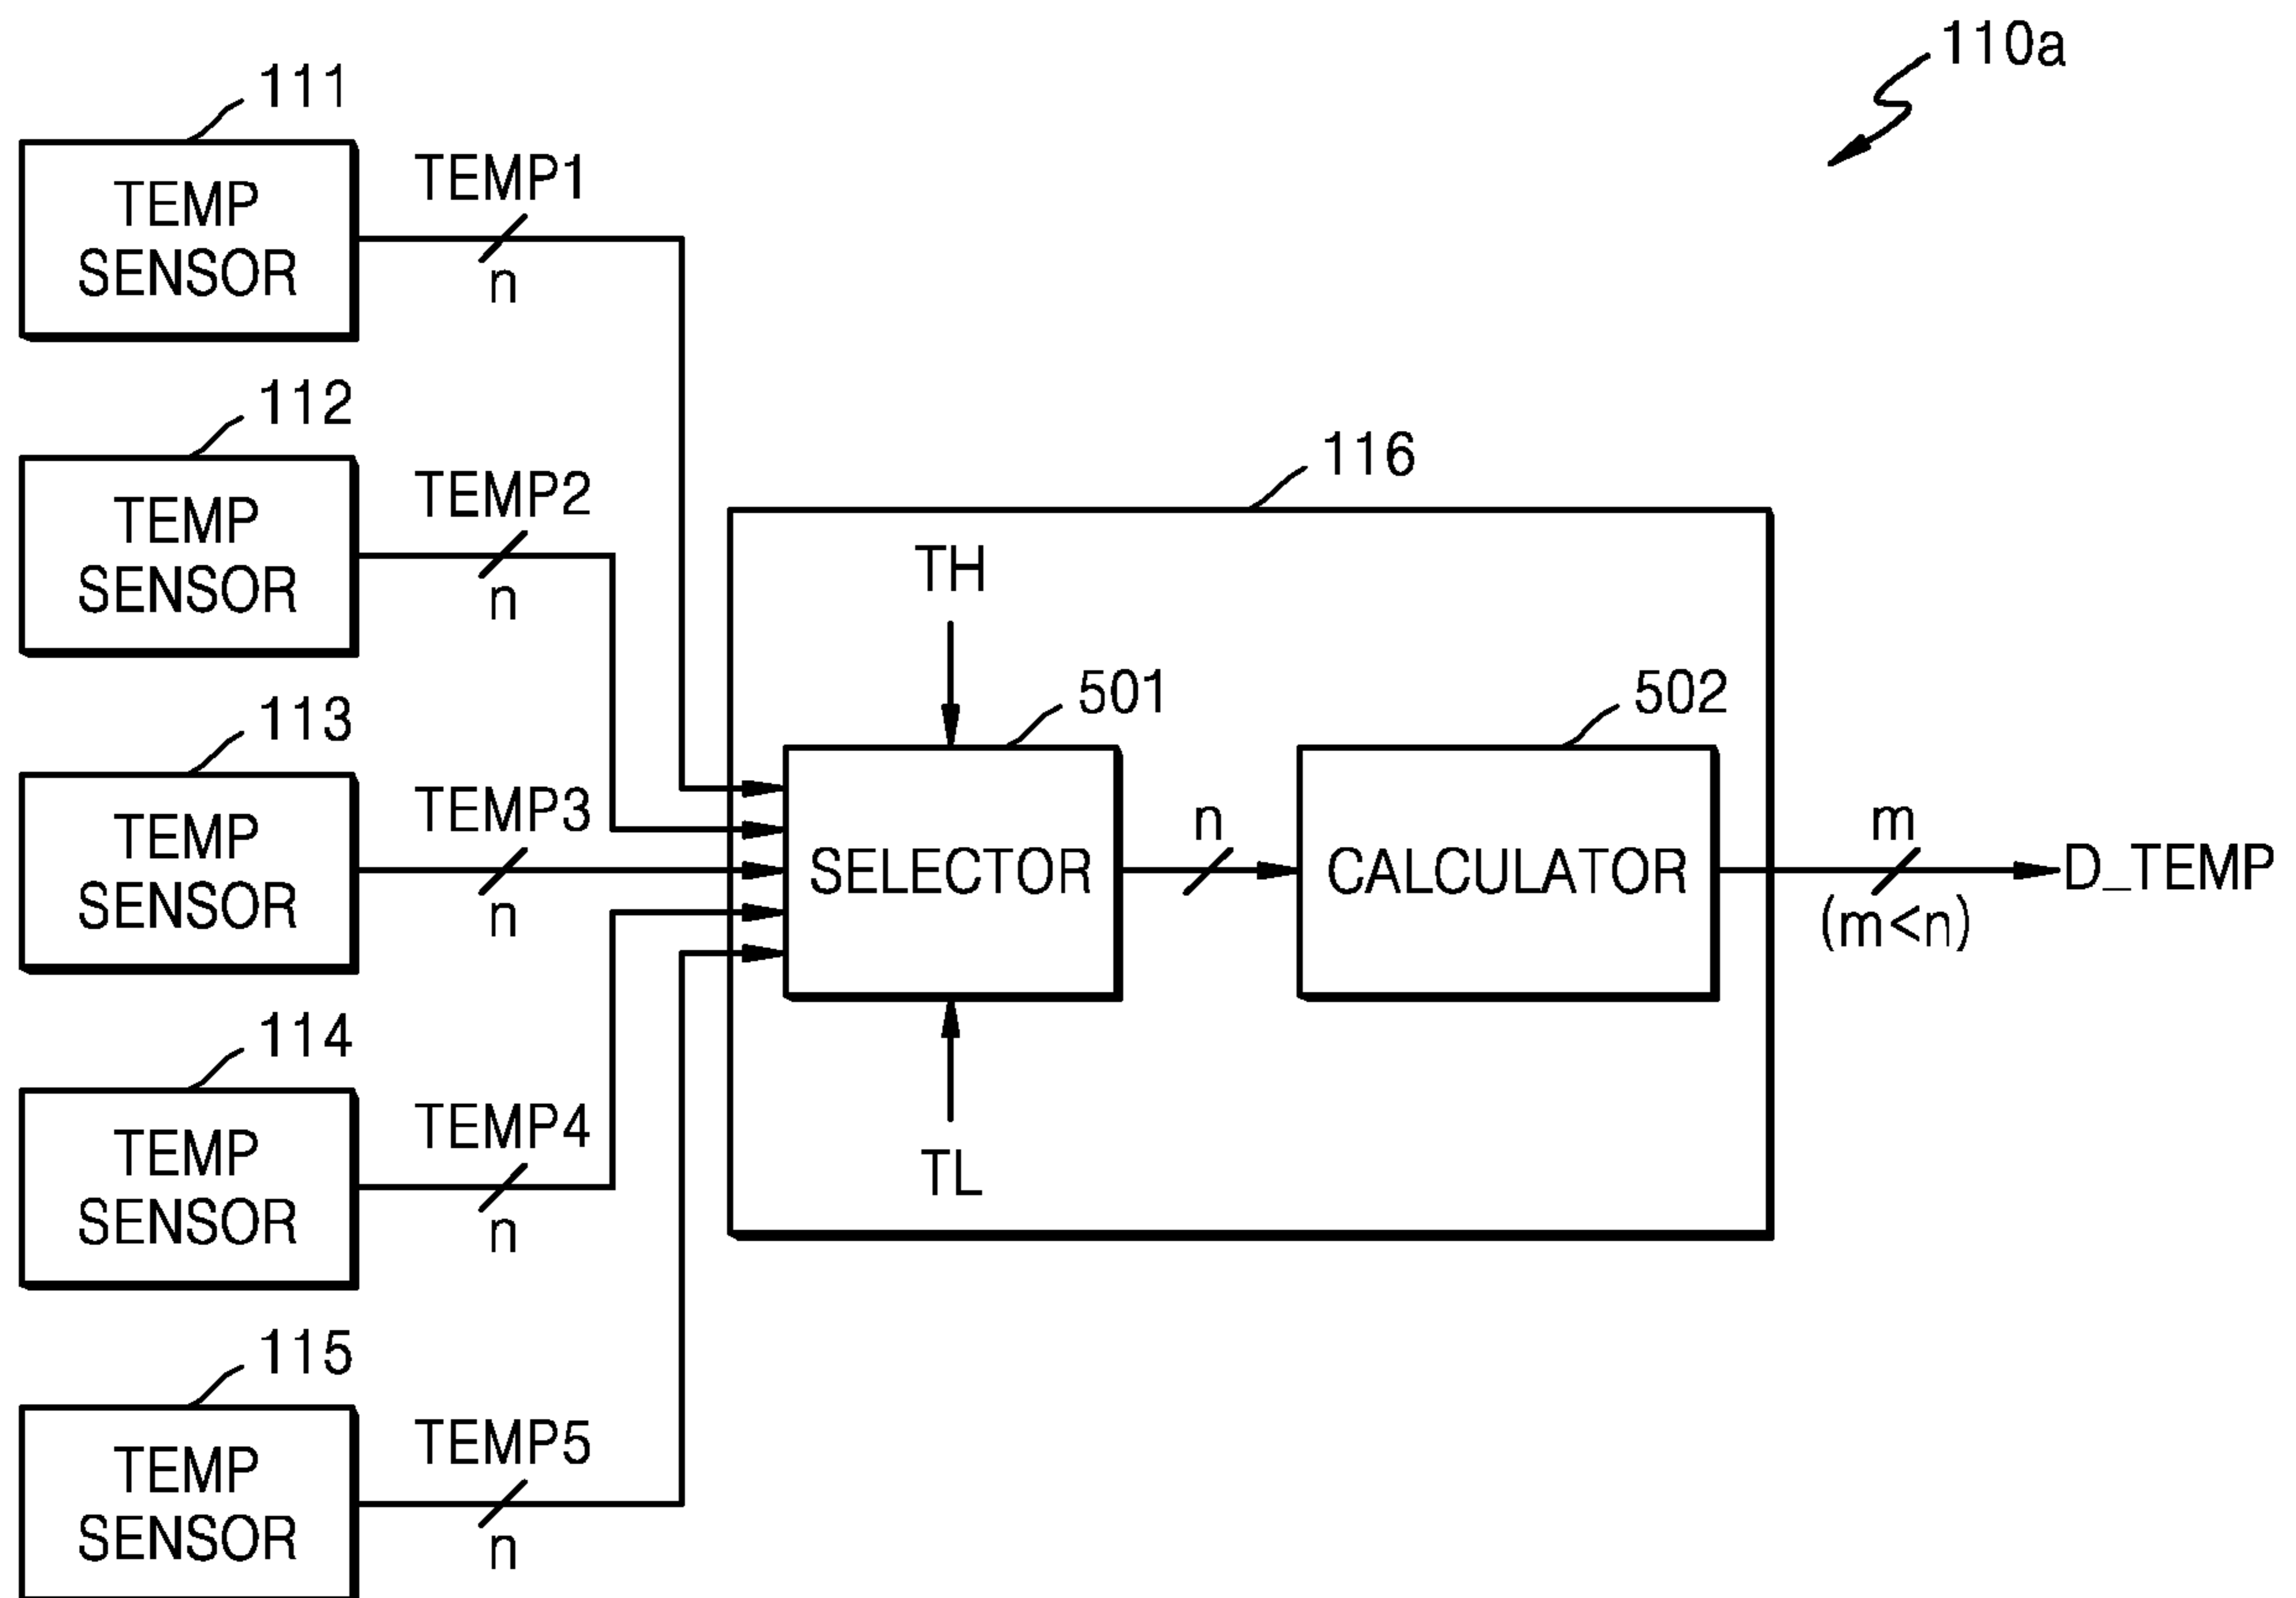 110a
111
TEMP
SENSOR
TEMP1
n
112
TEMP
SENSOR
TEMP2
n
113
TEMP
SENSOR
TEMP3
n
114
TEMP
SENSOR
TEMP4
n
115
TEMP
SENSOR
TEMP5
n
116
TH
501
SELECTOR
TL
n
502
CALCULATOR
m
(m<n)
D_TEMP